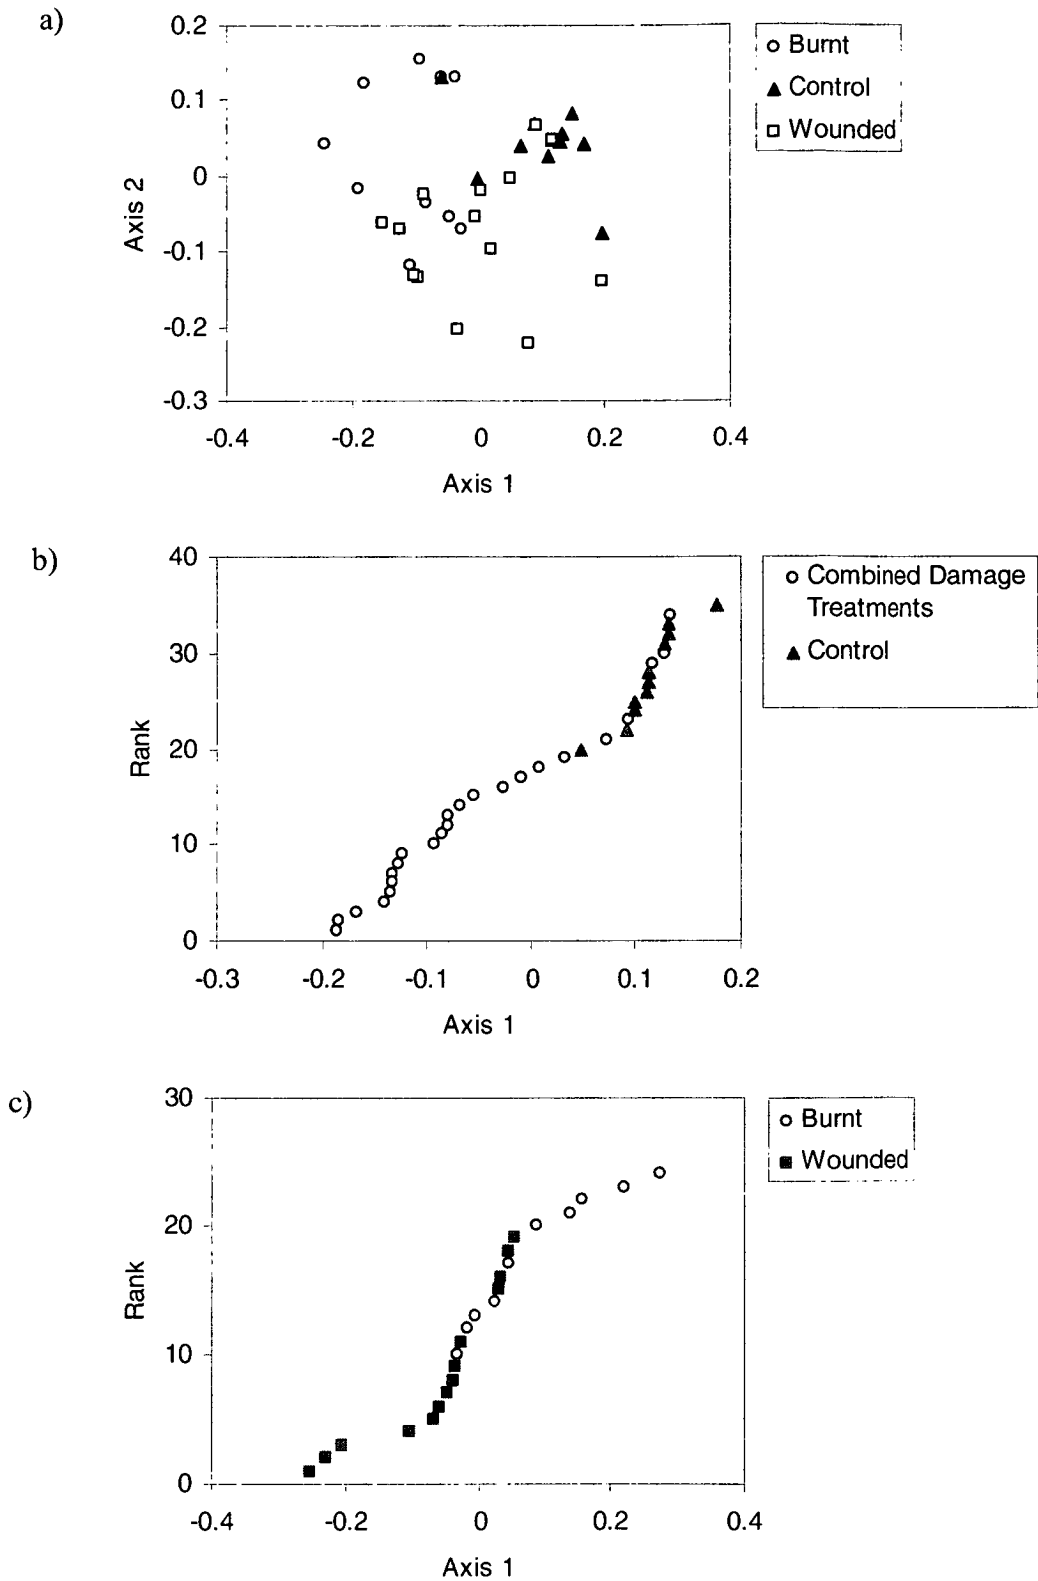 a)
0.2
0.1
0
-0.1
-0.2
-0.3
Axis 2
-0.4 -0.2 0 0.2 0.4
Axis 1
Burnt
Control
Wounded
b)
40
30
20
10
0
Rank
-0.3 -0.2 -0.1 0 0.1 0.2
Axis 1
Combined Damage
Treatments
Control
c)
30
20
10
0
Rank
-0.4 -0.2 0 0.2 0.4
Axis 1
Burnt
Wounded